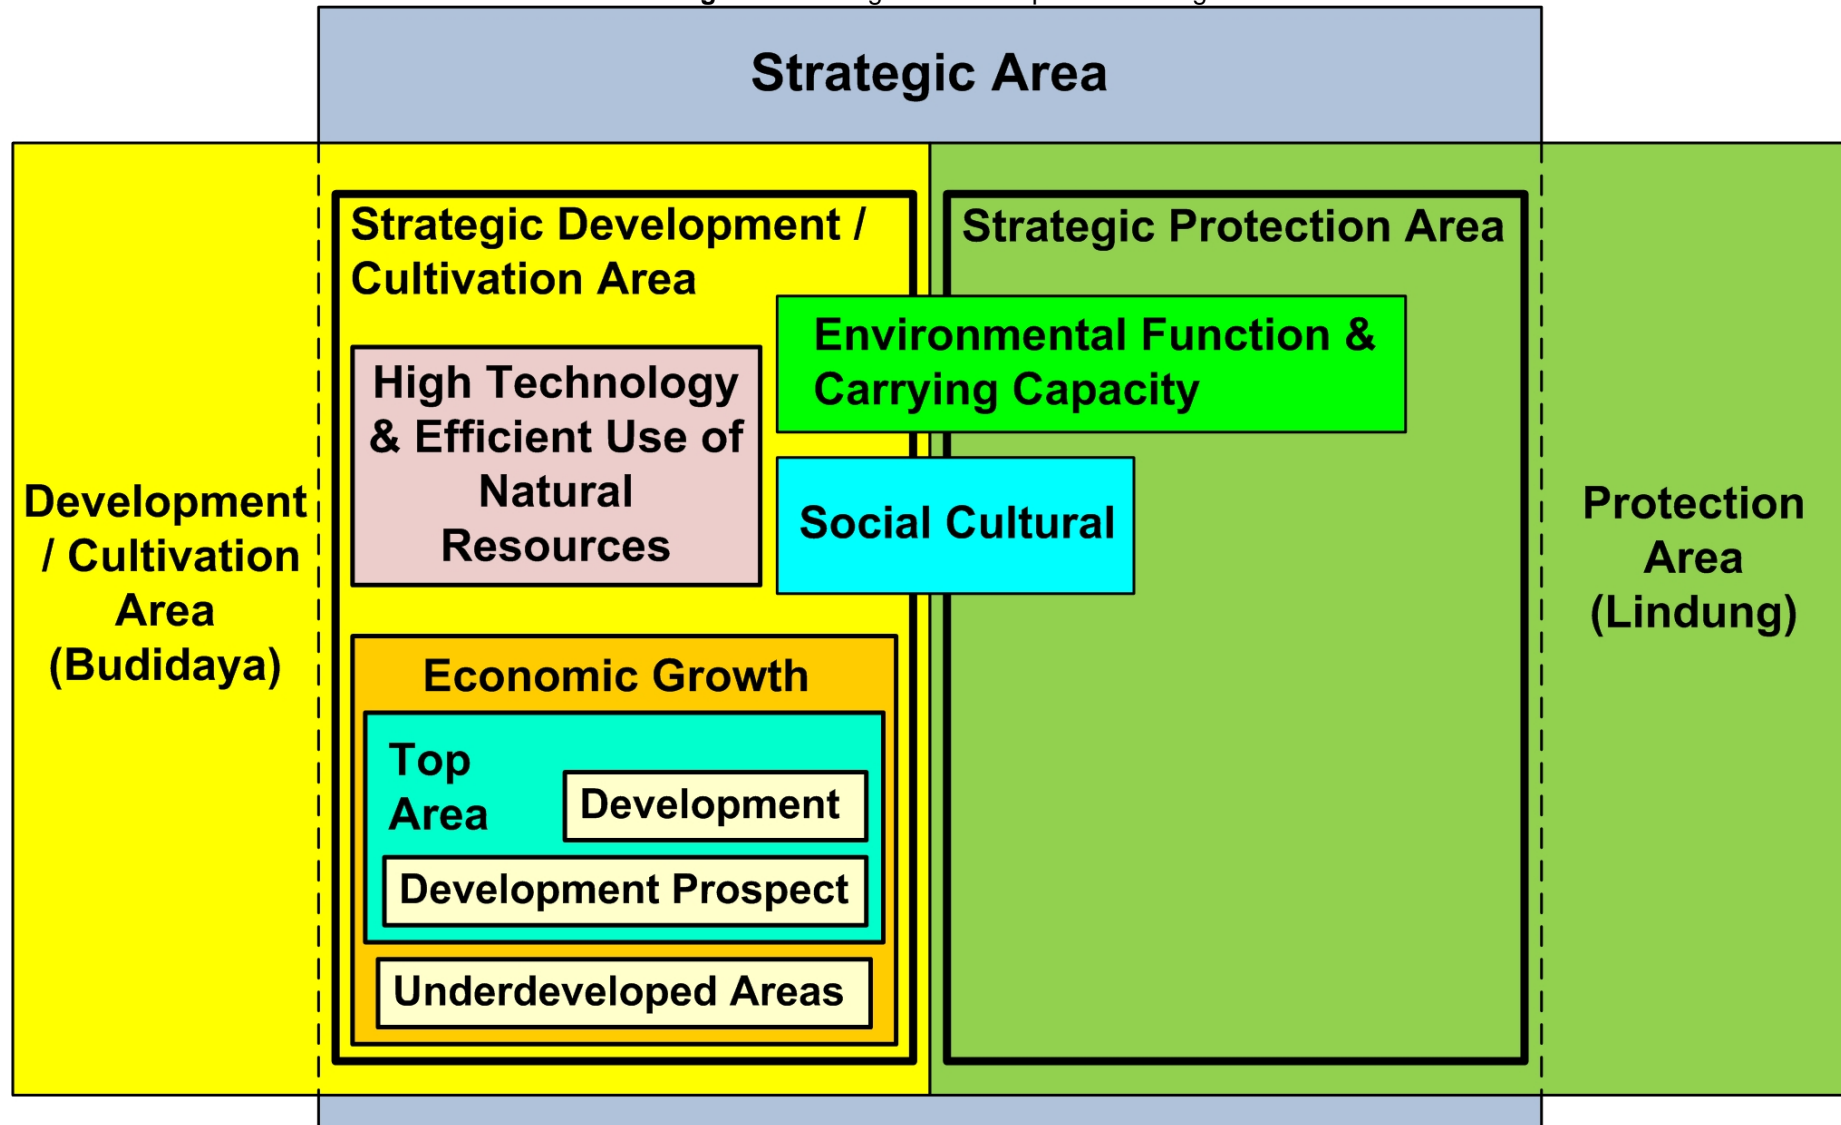 Strategic Area
Strategic Development /
Cultivation Area
Strategic Protection Area
Environmental Function &
Carrying Capacity
High Technology
& Efficient Use of
Natural
Resources
Social Cultural
Development
/ Cultivation
Area
(Budidaya)
Protection
Area
(Lindung)
Economic Growth
Top
Area
Development
Development Prospect
Underdeveloped Areas